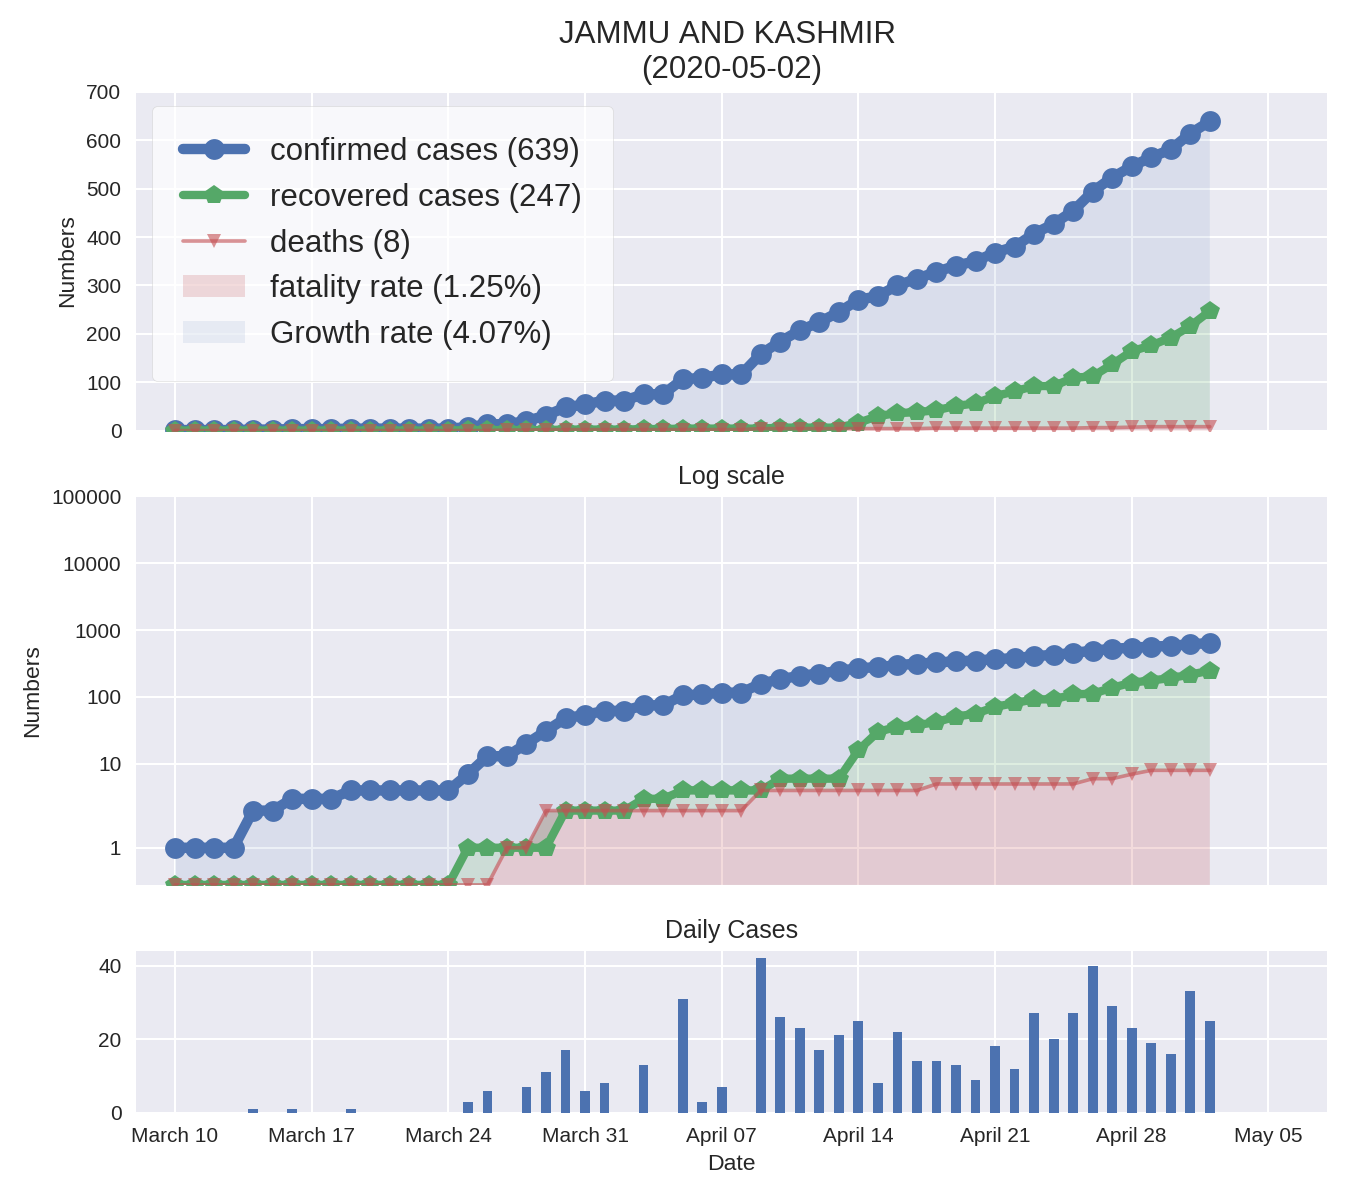 JAMMU AND KASHMIR
(2020-05-02)
700
600
500
400
300
200
100
0
Numbers
confirmed cases (639)
recovered cases (247)
deaths (8)
fatality rate (1.25%)
Growth rate (4.07%)
Log scale
100000
10000
1000
100
10
1
Numbers
Daily Cases
40
20
0
March 10 March 17 March 24 March 31 April 07 April 14 April 21 April 28 May 05
Date